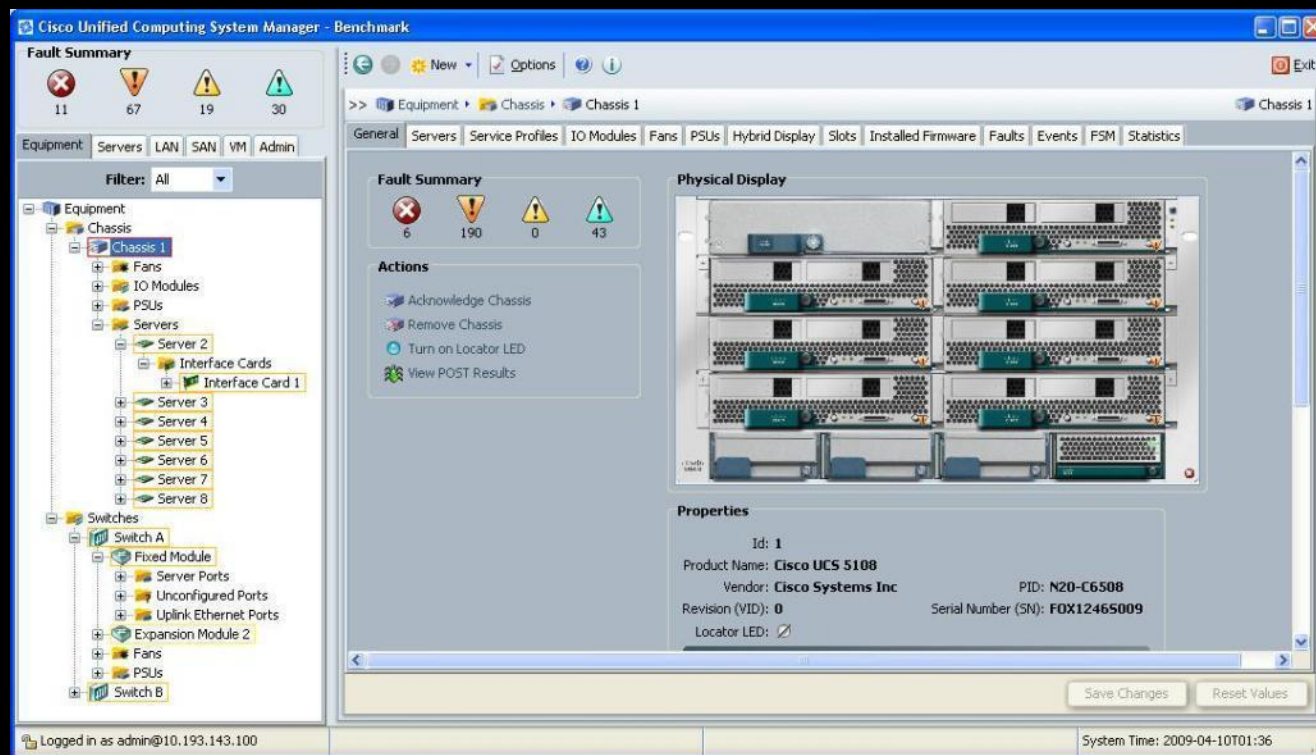 Cisco Unified Computing System Manager - Benchmark
Fault Summary
11 67 19 30
New Options Exit
>> Equipment Chassis Chassis 1 Chassis 1
Equipment Servers LAN SAN VM Admin
General Servers Service Profiles IO Modules Fans PSUs Hybrid Display Slots Installed Firmware Faults Events FSM Statistics
Filter: All
Equipment
Chassis
Chassis 1
Fans
IO Modules
PSUs
Servers
Server 2
Interface Cards
Interface Card 1
Server 3
Server 4
Server 5
Server 6
Server 7
Server 8
Switches
Switch A
Fixed Module
Server Ports
Unconfigured Ports
Uplink Ethernet Ports
Expansion Module 2
Fans
PSUs
Switch B
Fault Summary
6 190 0 43
Actions
Acknowledge Chassis
Remove Chassis
Turn on Locator LED
View POST Results
Physical Display
Properties
Id: 1
Product Name: Cisco UCS 5108
Vendor: Cisco Systems Inc PID: N20-C6508
Revision (VID): 0 Serial Number (SN): FOX1246S009
Locator LED:
Save Changes Reset Values
Logged in as admin@10.193.143.100 System Time: 2009-04-10T01:36